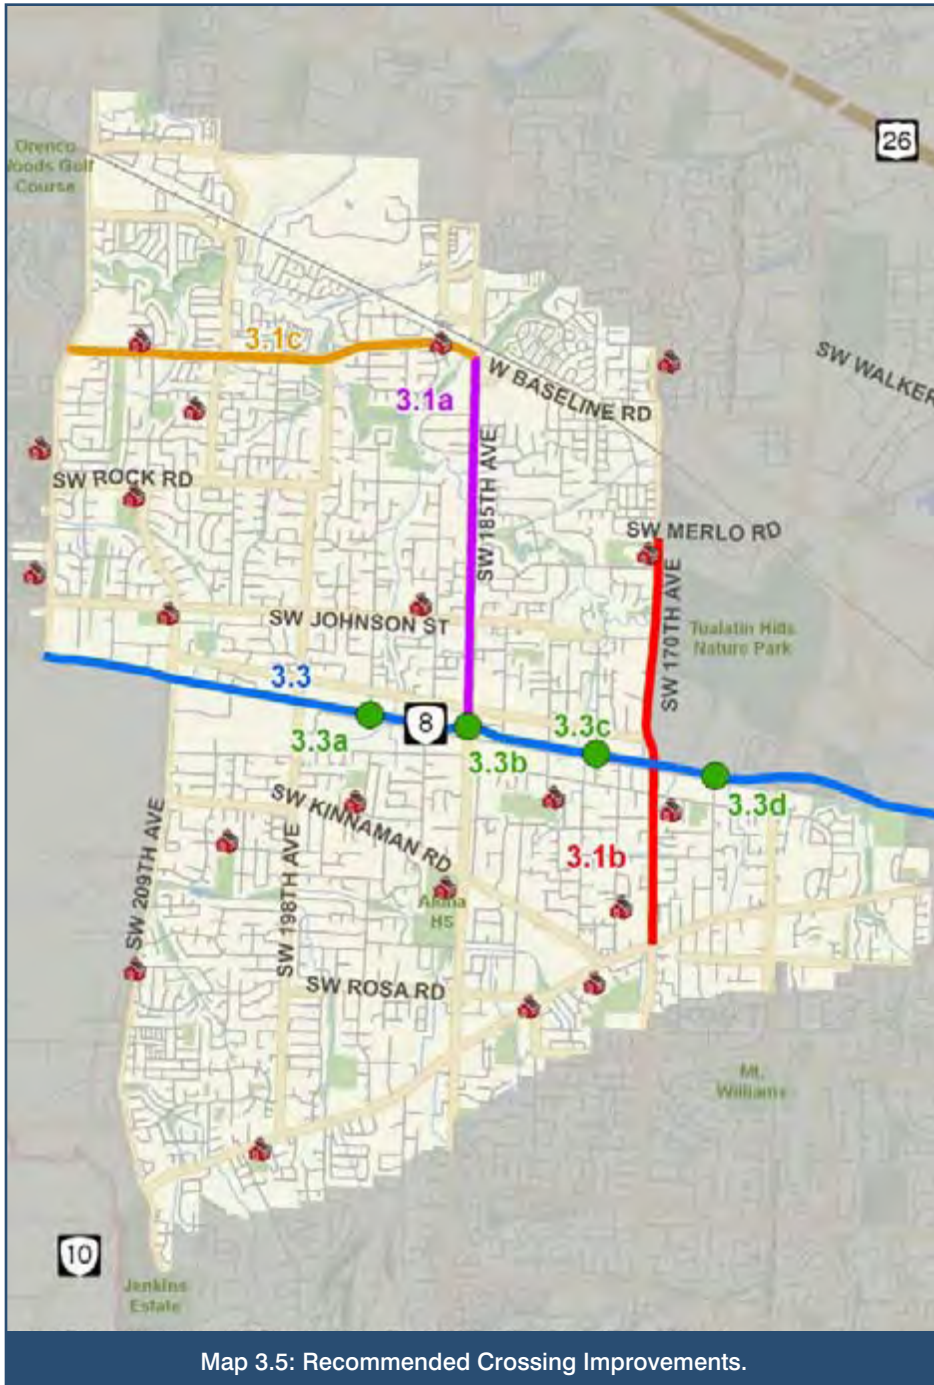 26
Orenco
Woods Golf
Course
3.1c
W BASELINE RD
SW WALKER
3.1a
SW 185TH AVE
SW ROCK RD
SW MERLO RD
SW 170TH AVE
SW JOHNSON ST
Tualatin Hills
Nature Park
3.3
3.3a
8
3.3b
3.3c
3.3d
SW KINNAMAN RD
SW 209TH AVE
SW 198TH AVE
3.1b
Aloha
HS
SW ROSA RD
Mt.
Williams
10
Jenkins
Estate
Map 3.5: Recommended Crossing Improvements.